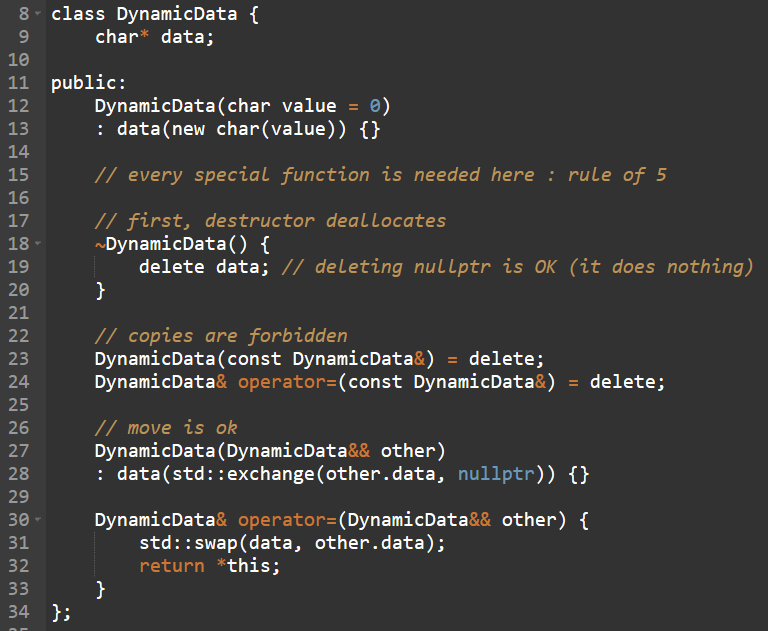 8 class DynamicData {
9     char* data;
10
11 public:
12     DynamicData(char value = 0)
13     : data(new char(value)) {}
14
15     // every special function is needed here : rule of 5
16
17     // first, destructor deallocates
18     ~DynamicData() {
19         delete data; // deleting nullptr is OK (it does nothing)
20     }
21
22     // copies are forbidden
23     DynamicData(const DynamicData&) = delete;
24     DynamicData& operator=(const DynamicData&) = delete;
25
26     // move is ok
27     DynamicData(DynamicData&& other)
28     : data(std::exchange(other.data, nullptr)) {}
29
30     DynamicData& operator=(DynamicData&& other) {
31         std::swap(data, other.data);
32         return *this;
33     }
34 };